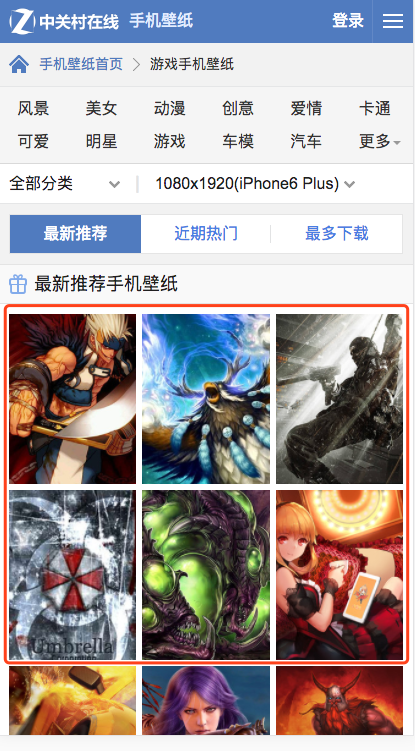 中关村在线 手机壁纸 登录
手机壁纸首页 > 游戏手机壁纸
风景 美女 动漫 创意 爱情 卡通
可爱 明星 游戏 车模 汽车 更多
全部分类 1080x1920(iPhone6 Plus)
最新推荐 近期热门 最多下载
最新推荐手机壁纸
Umbrella